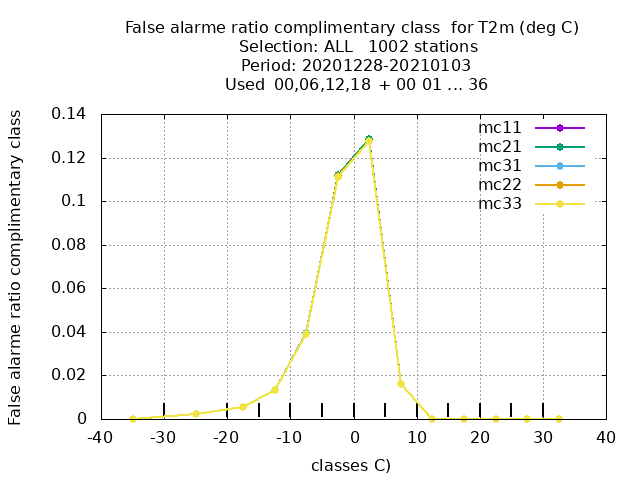 False alarme ratio complimentary class  for T2m (deg C)
Selection: ALL   1002 stations
Period: 20201228-20210103
Used  00,06,12,18  + 00 01 ... 36
False alarme ratio complimentary class
0.14
0.12
0.1
0.08
0.06
0.04
0.02
0
mc11
mc21
mc31
mc22
mc33
-40 -30 -20 -10 0 10 20 30 40
classes C)